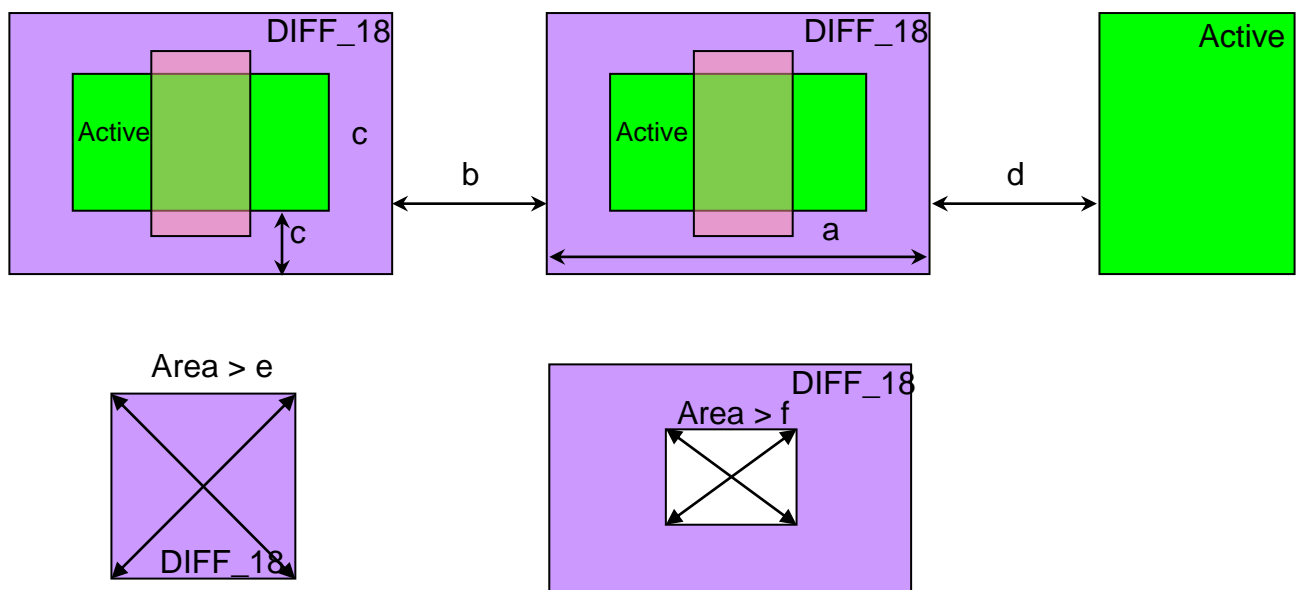 DIFF_18
DIFF_18
Active
Active
c
Active
b
d
c
a
Area > e
DIFF_18
Area > f
DIFF_18